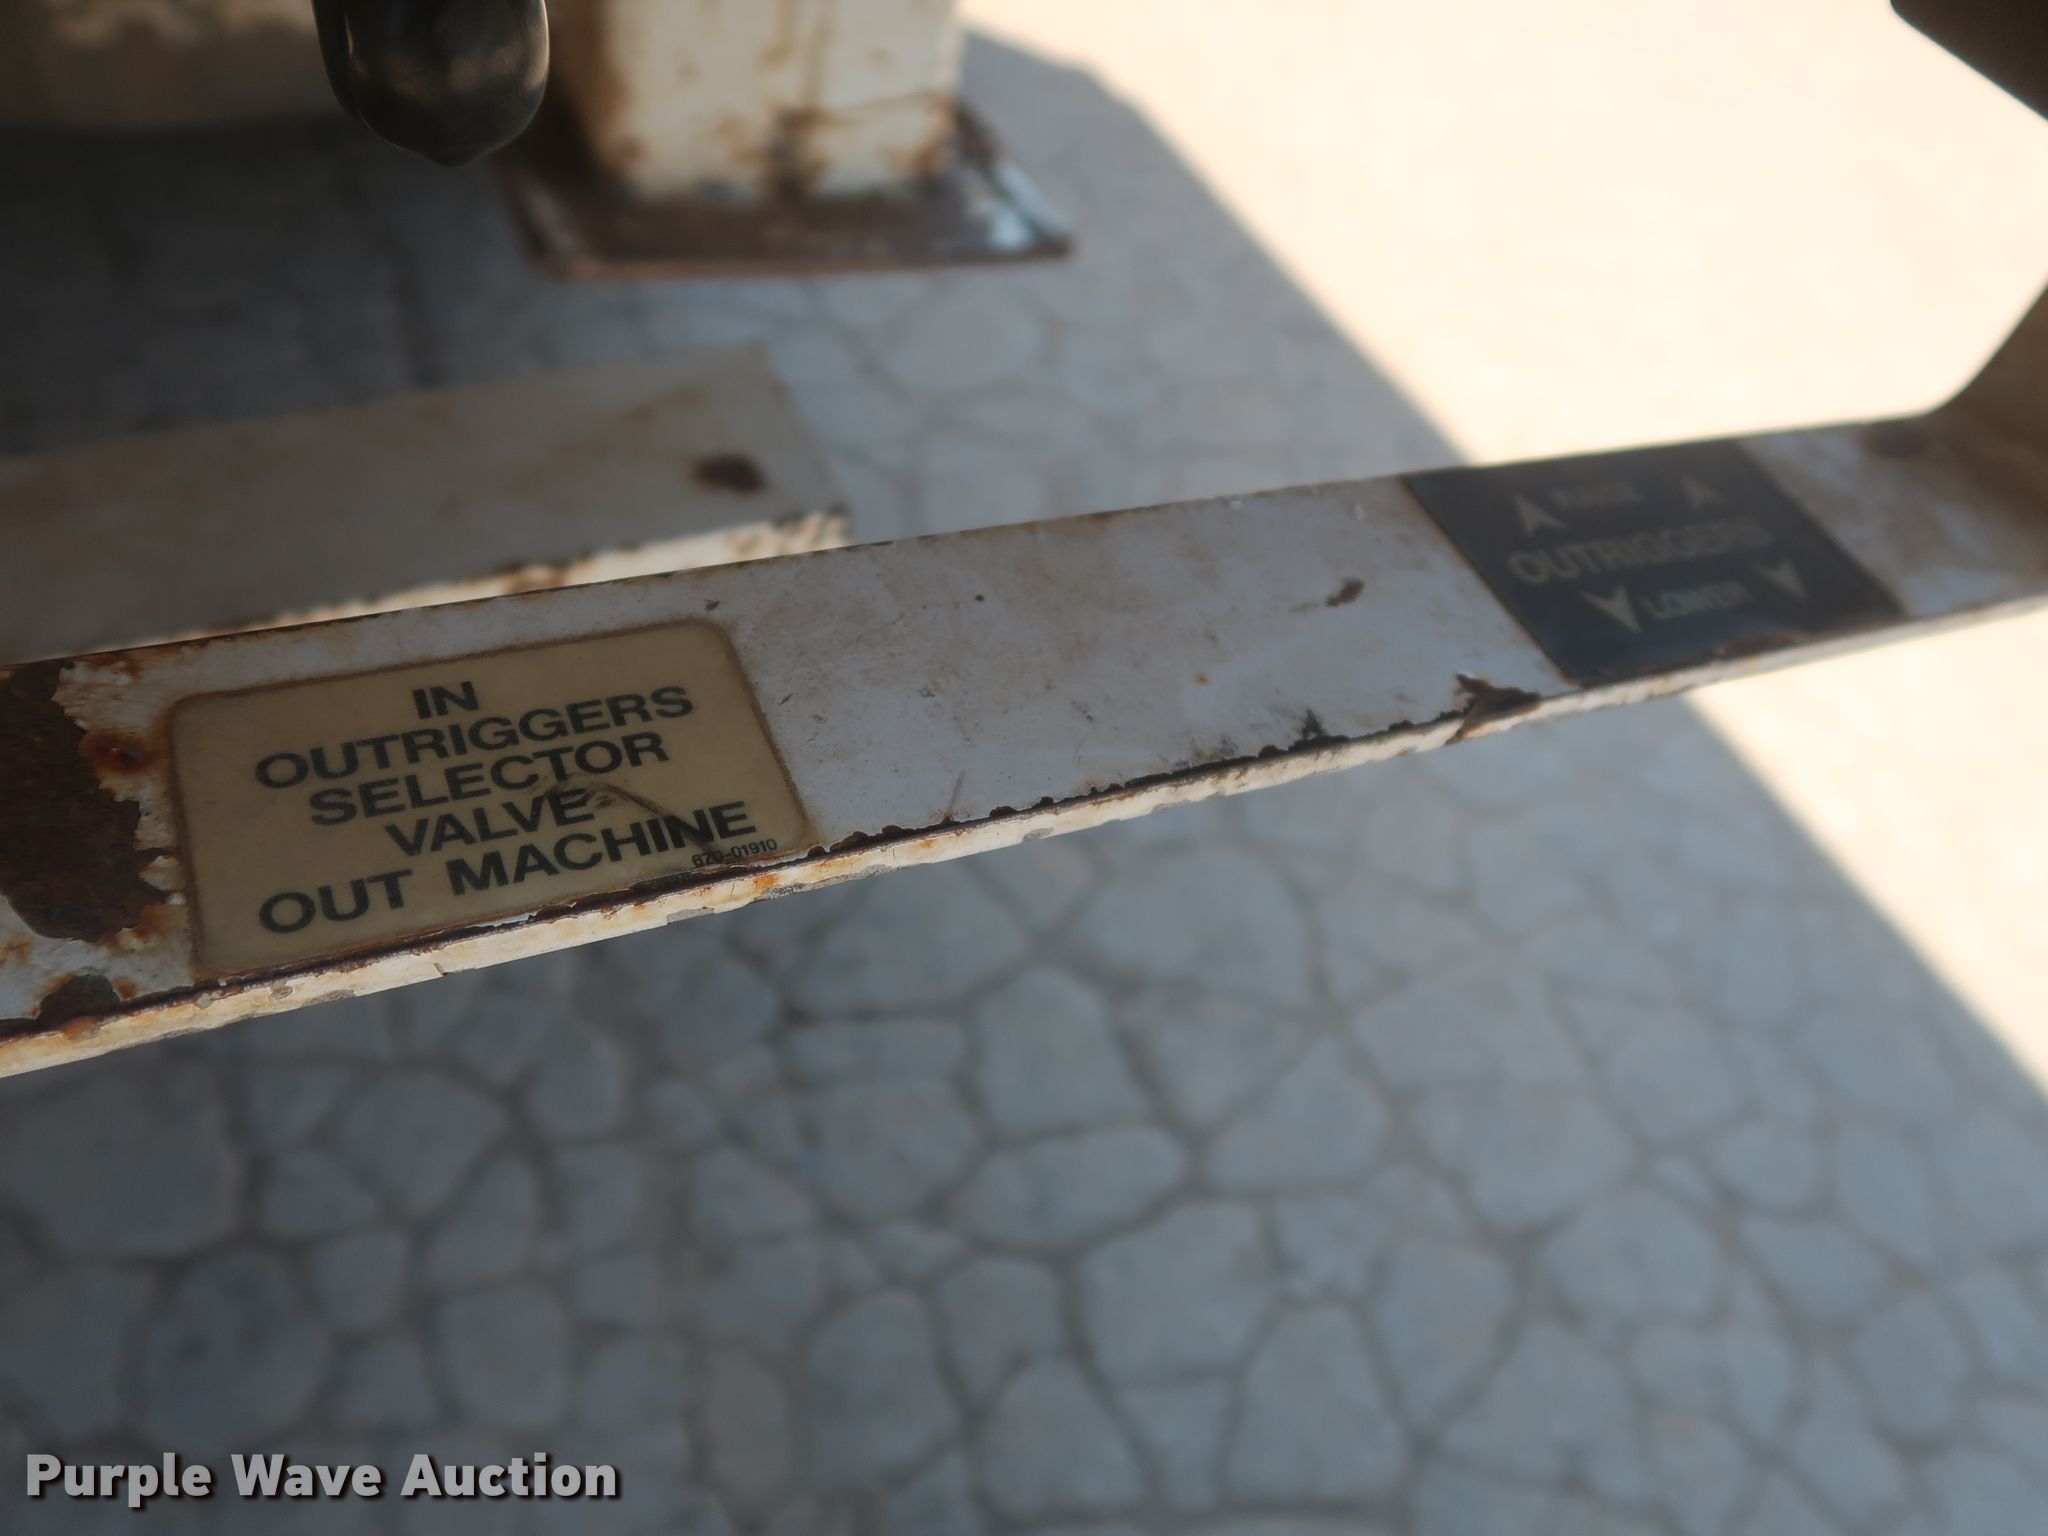 IN
OUTRIGGERS
SELECTOR
VALVE
OUT MACHINE
670-01910
RAISE
OUTRIGGERS
LOWER
Purple Wave Auction